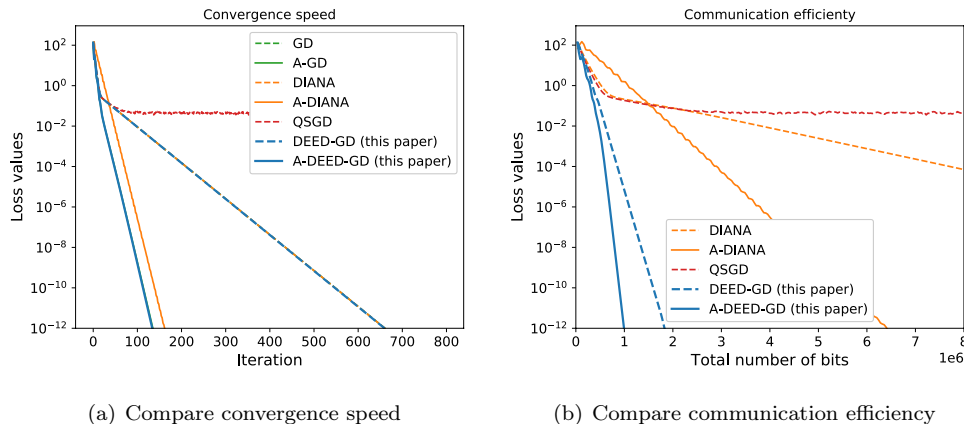 Convergence speed
Loss values
10^2
10^0
10^-2
10^-4
10^-6
10^-8
10^-10
10^-12
GD
A-GD
DIANA
A-DIANA
QSGD
DEED-GD (this paper)
A-DEED-GD (this paper)
0 100 200 300 400 500 600 700 800
Iteration
(a) Compare convergence speed
Communication efficienty
Loss values
10^2
10^0
10^-2
10^-4
10^-6
10^-8
10^-10
10^-12
DIANA
A-DIANA
QSGD
DEED-GD (this paper)
A-DEED-GD (this paper)
0 1 2 3 4 5 6 7 8
1e6
Total number of bits
(b) Compare communication efficiency